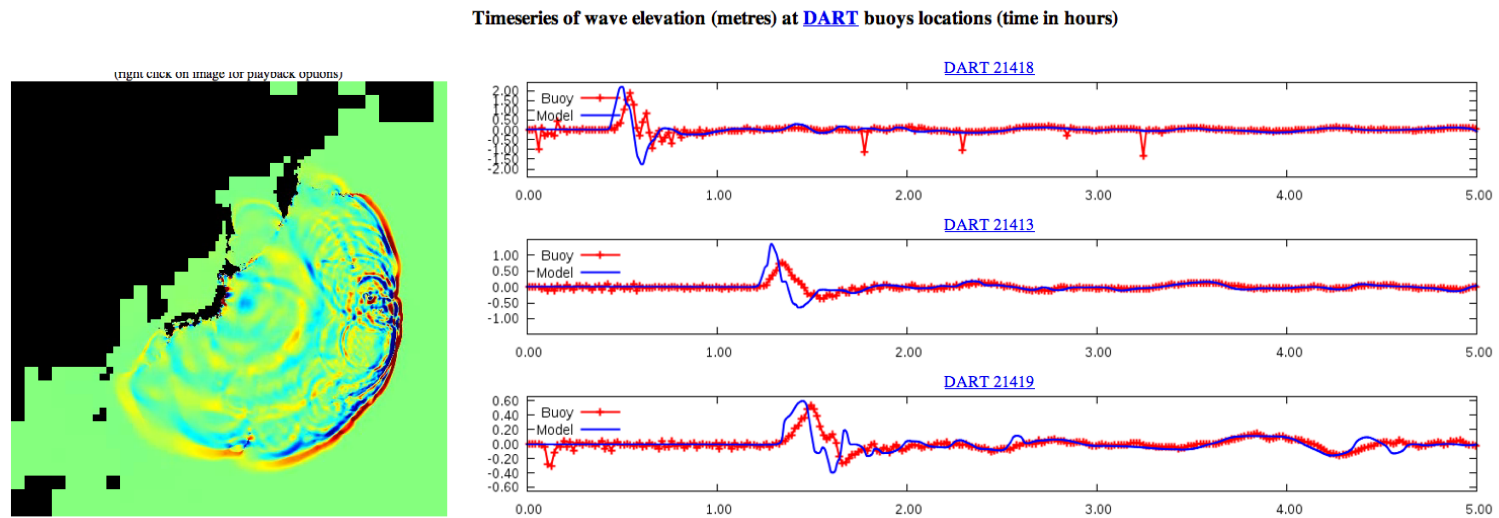 Timeseries of wave elevation (metres) at DART buoys locations (time in hours)
(right click on image for playback options)
DART 21418
2.00
1.50
1.00
0.50
0.00
-0.50
-1.00
-1.50
-2.00
Buoy
Model
0.00 1.00 2.00 3.00 4.00 5.00
DART 21413
1.00
0.50
0.00
-0.50
-1.00
Buoy
Model
0.00 1.00 2.00 3.00 4.00 5.00
DART 21419
0.60
0.40
0.20
0.00
-0.20
-0.40
-0.60
Buoy
Model
0.00 1.00 2.00 3.00 4.00 5.00